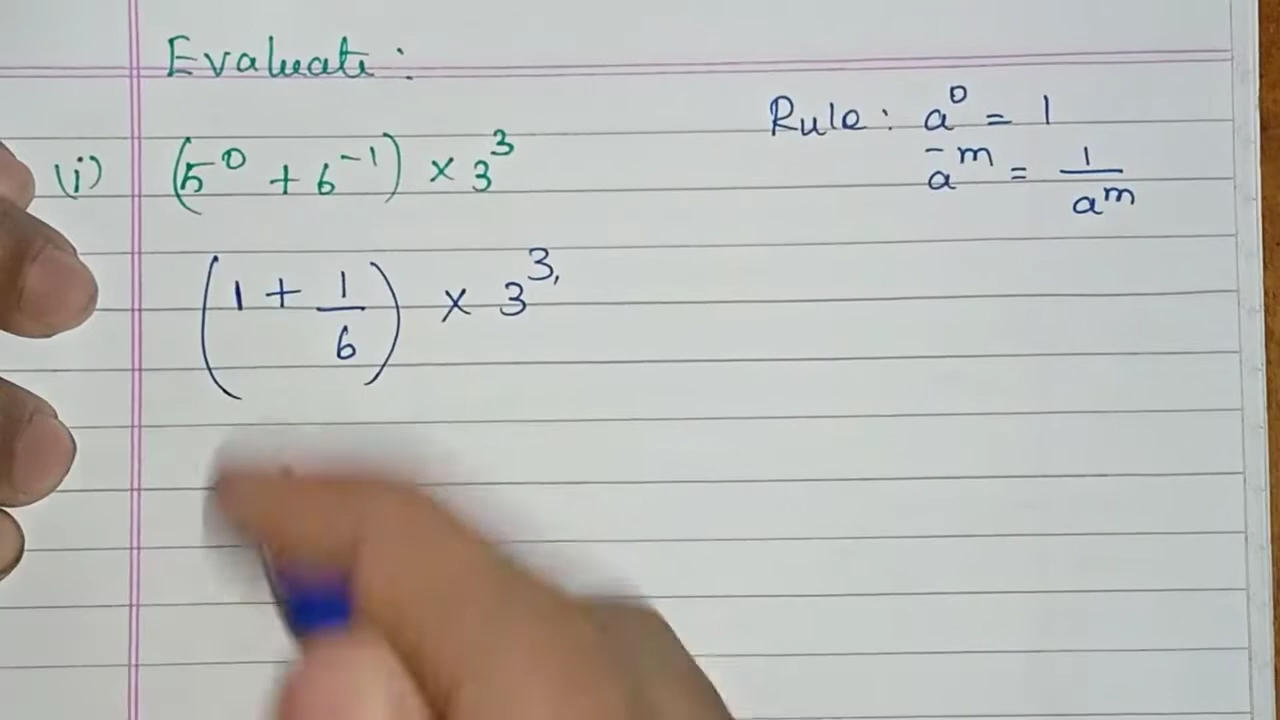 Evaluate :
Rule : a⁰ = 1
a⁻ᵐ = 1/aᵐ
(i) (5⁰ + 6⁻¹) × 3³
(1 + 1/6) × 3³,